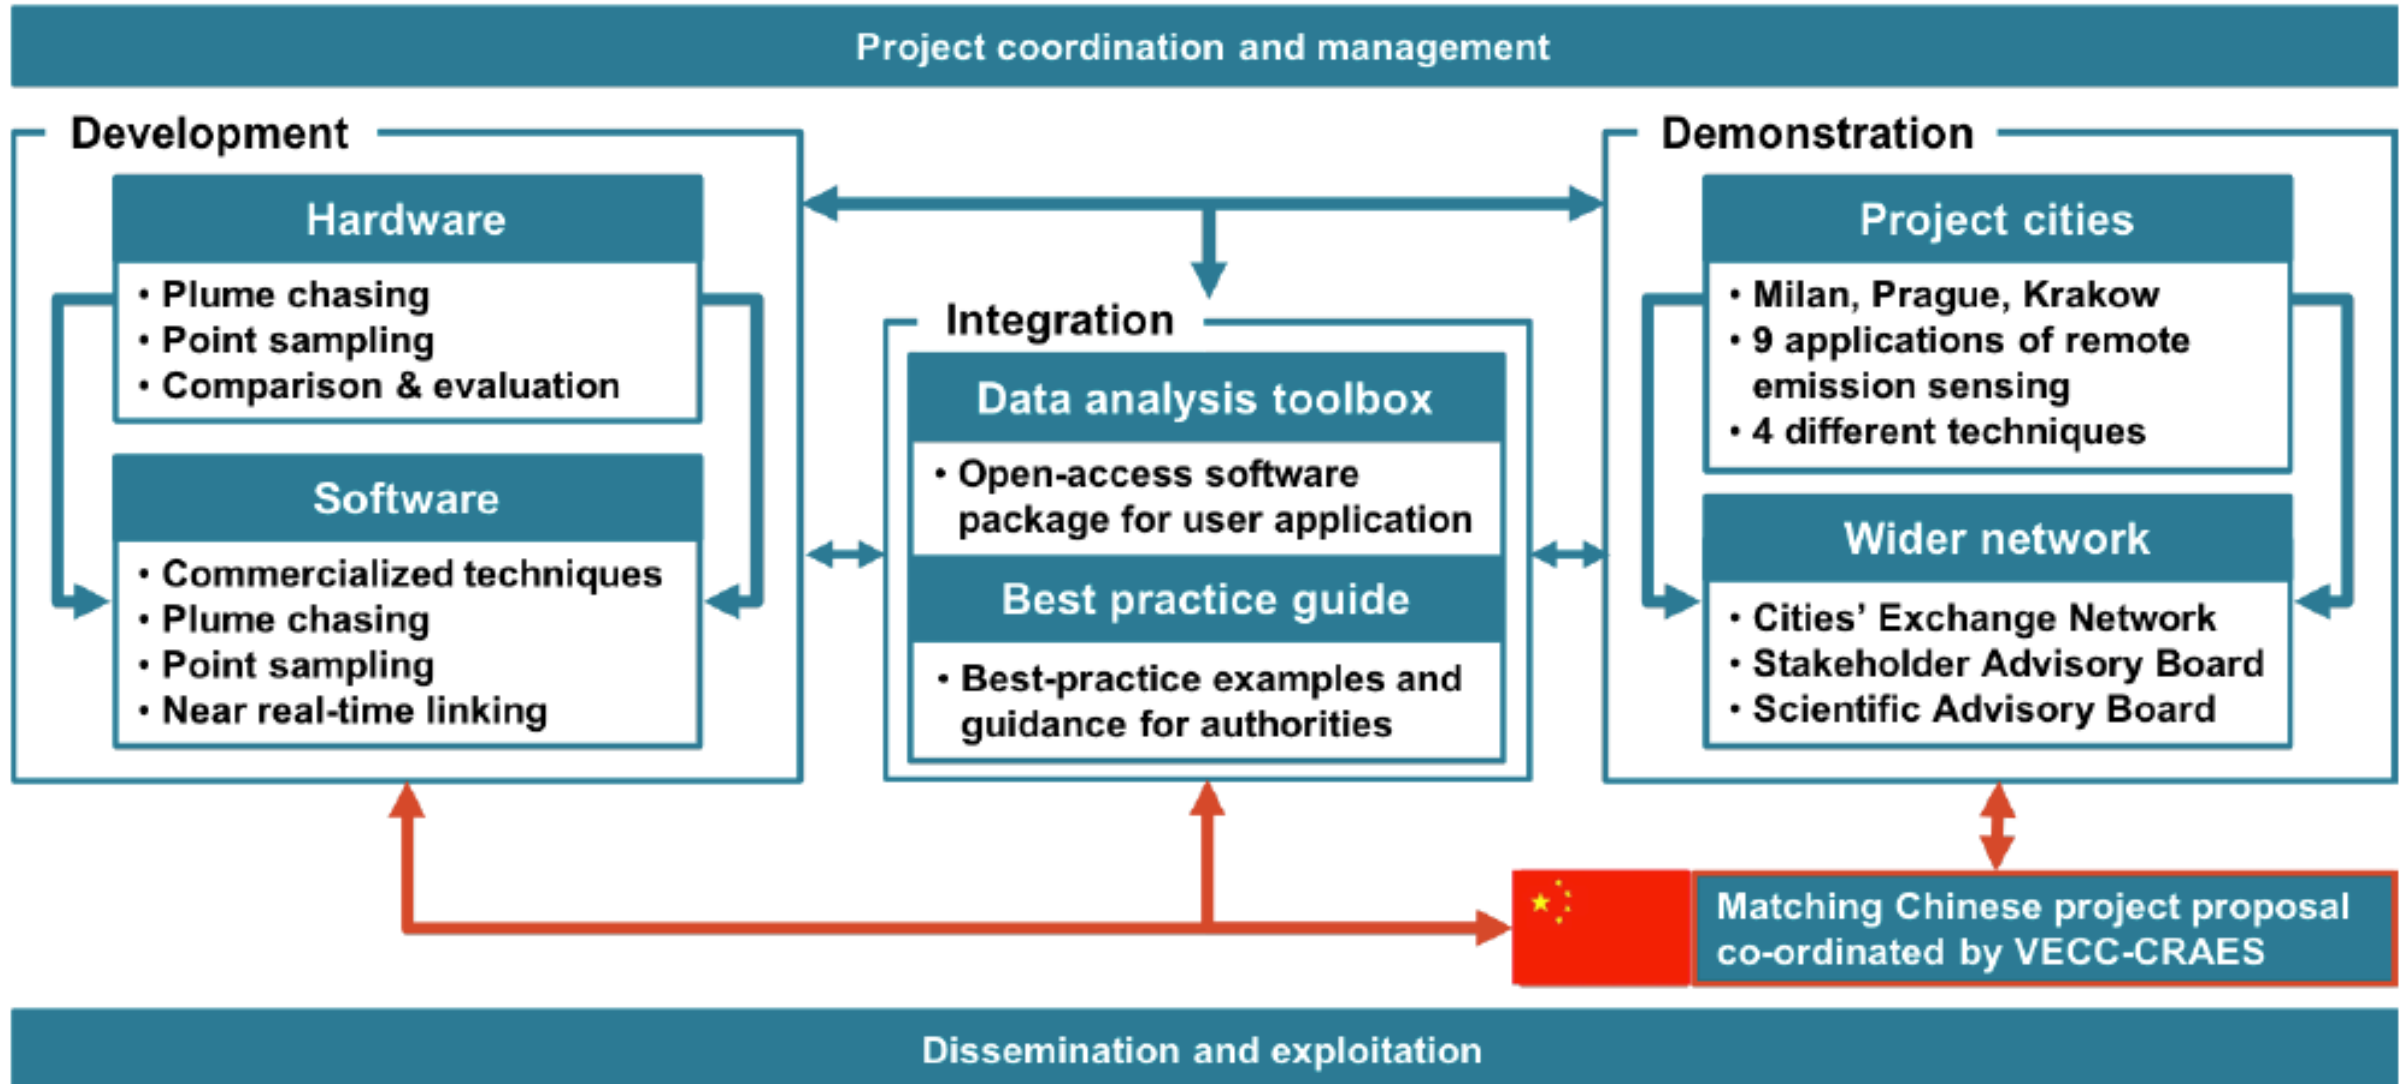 Project coordination and management
Development
Hardware
• Plume chasing
• Point sampling
• Comparison & evaluation
Software
• Commercialized techniques
• Plume chasing
• Point sampling
• Near real-time linking
Integration
Data analysis toolbox
• Open-access software
package for user application
Best practice guide
• Best-practice examples and
guidance for authorities
Demonstration
Project cities
• Milan, Prague, Krakow
• 9 applications of remote
emission sensing
• 4 different techniques
Wider network
• Cities’ Exchange Network
• Stakeholder Advisory Board
• Scientific Advisory Board
Matching Chinese project proposal
co-ordinated by VECC-CRAES
Dissemination and exploitation